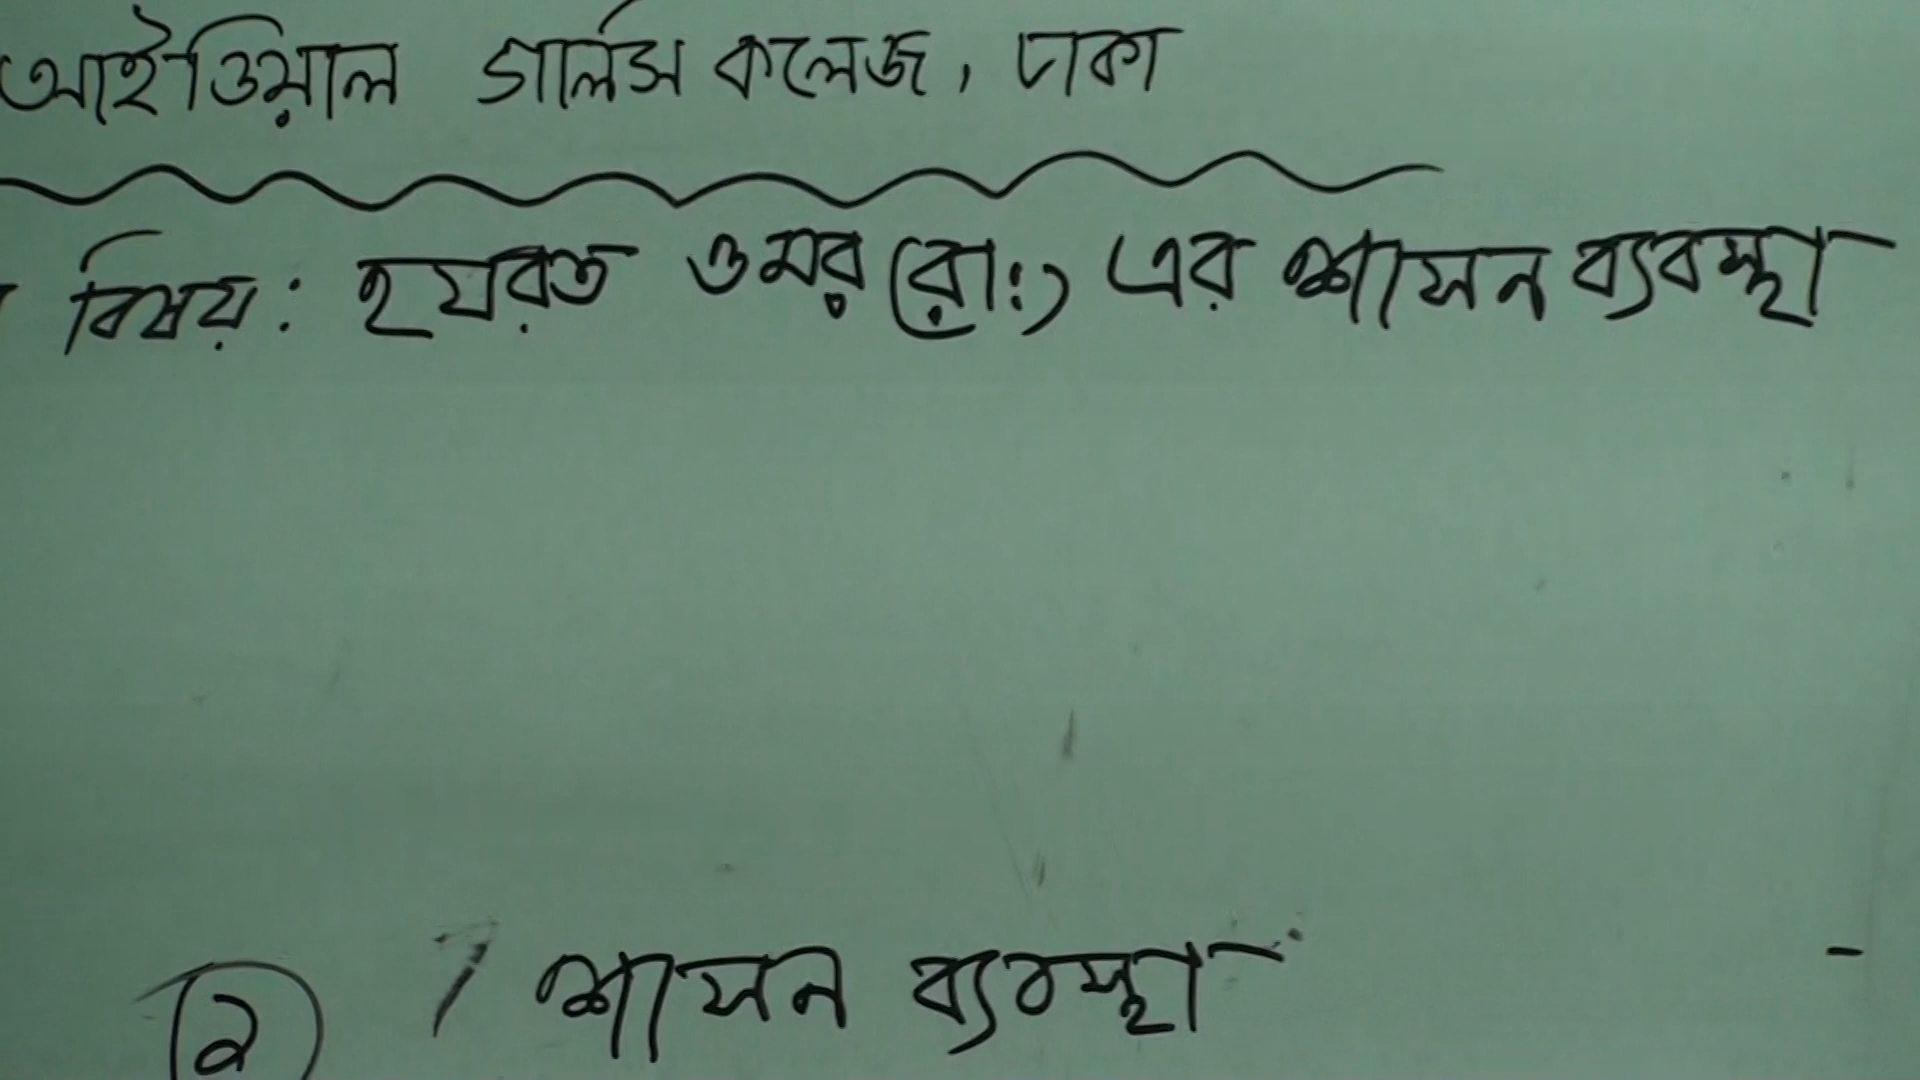 আইডিয়াল গার্লস কলেজ, ঢাকা
বিষয়: হযরত ওমর (রা:) এর শাসন ব্যবস্থা
২ শাসন ব্যবস্থা